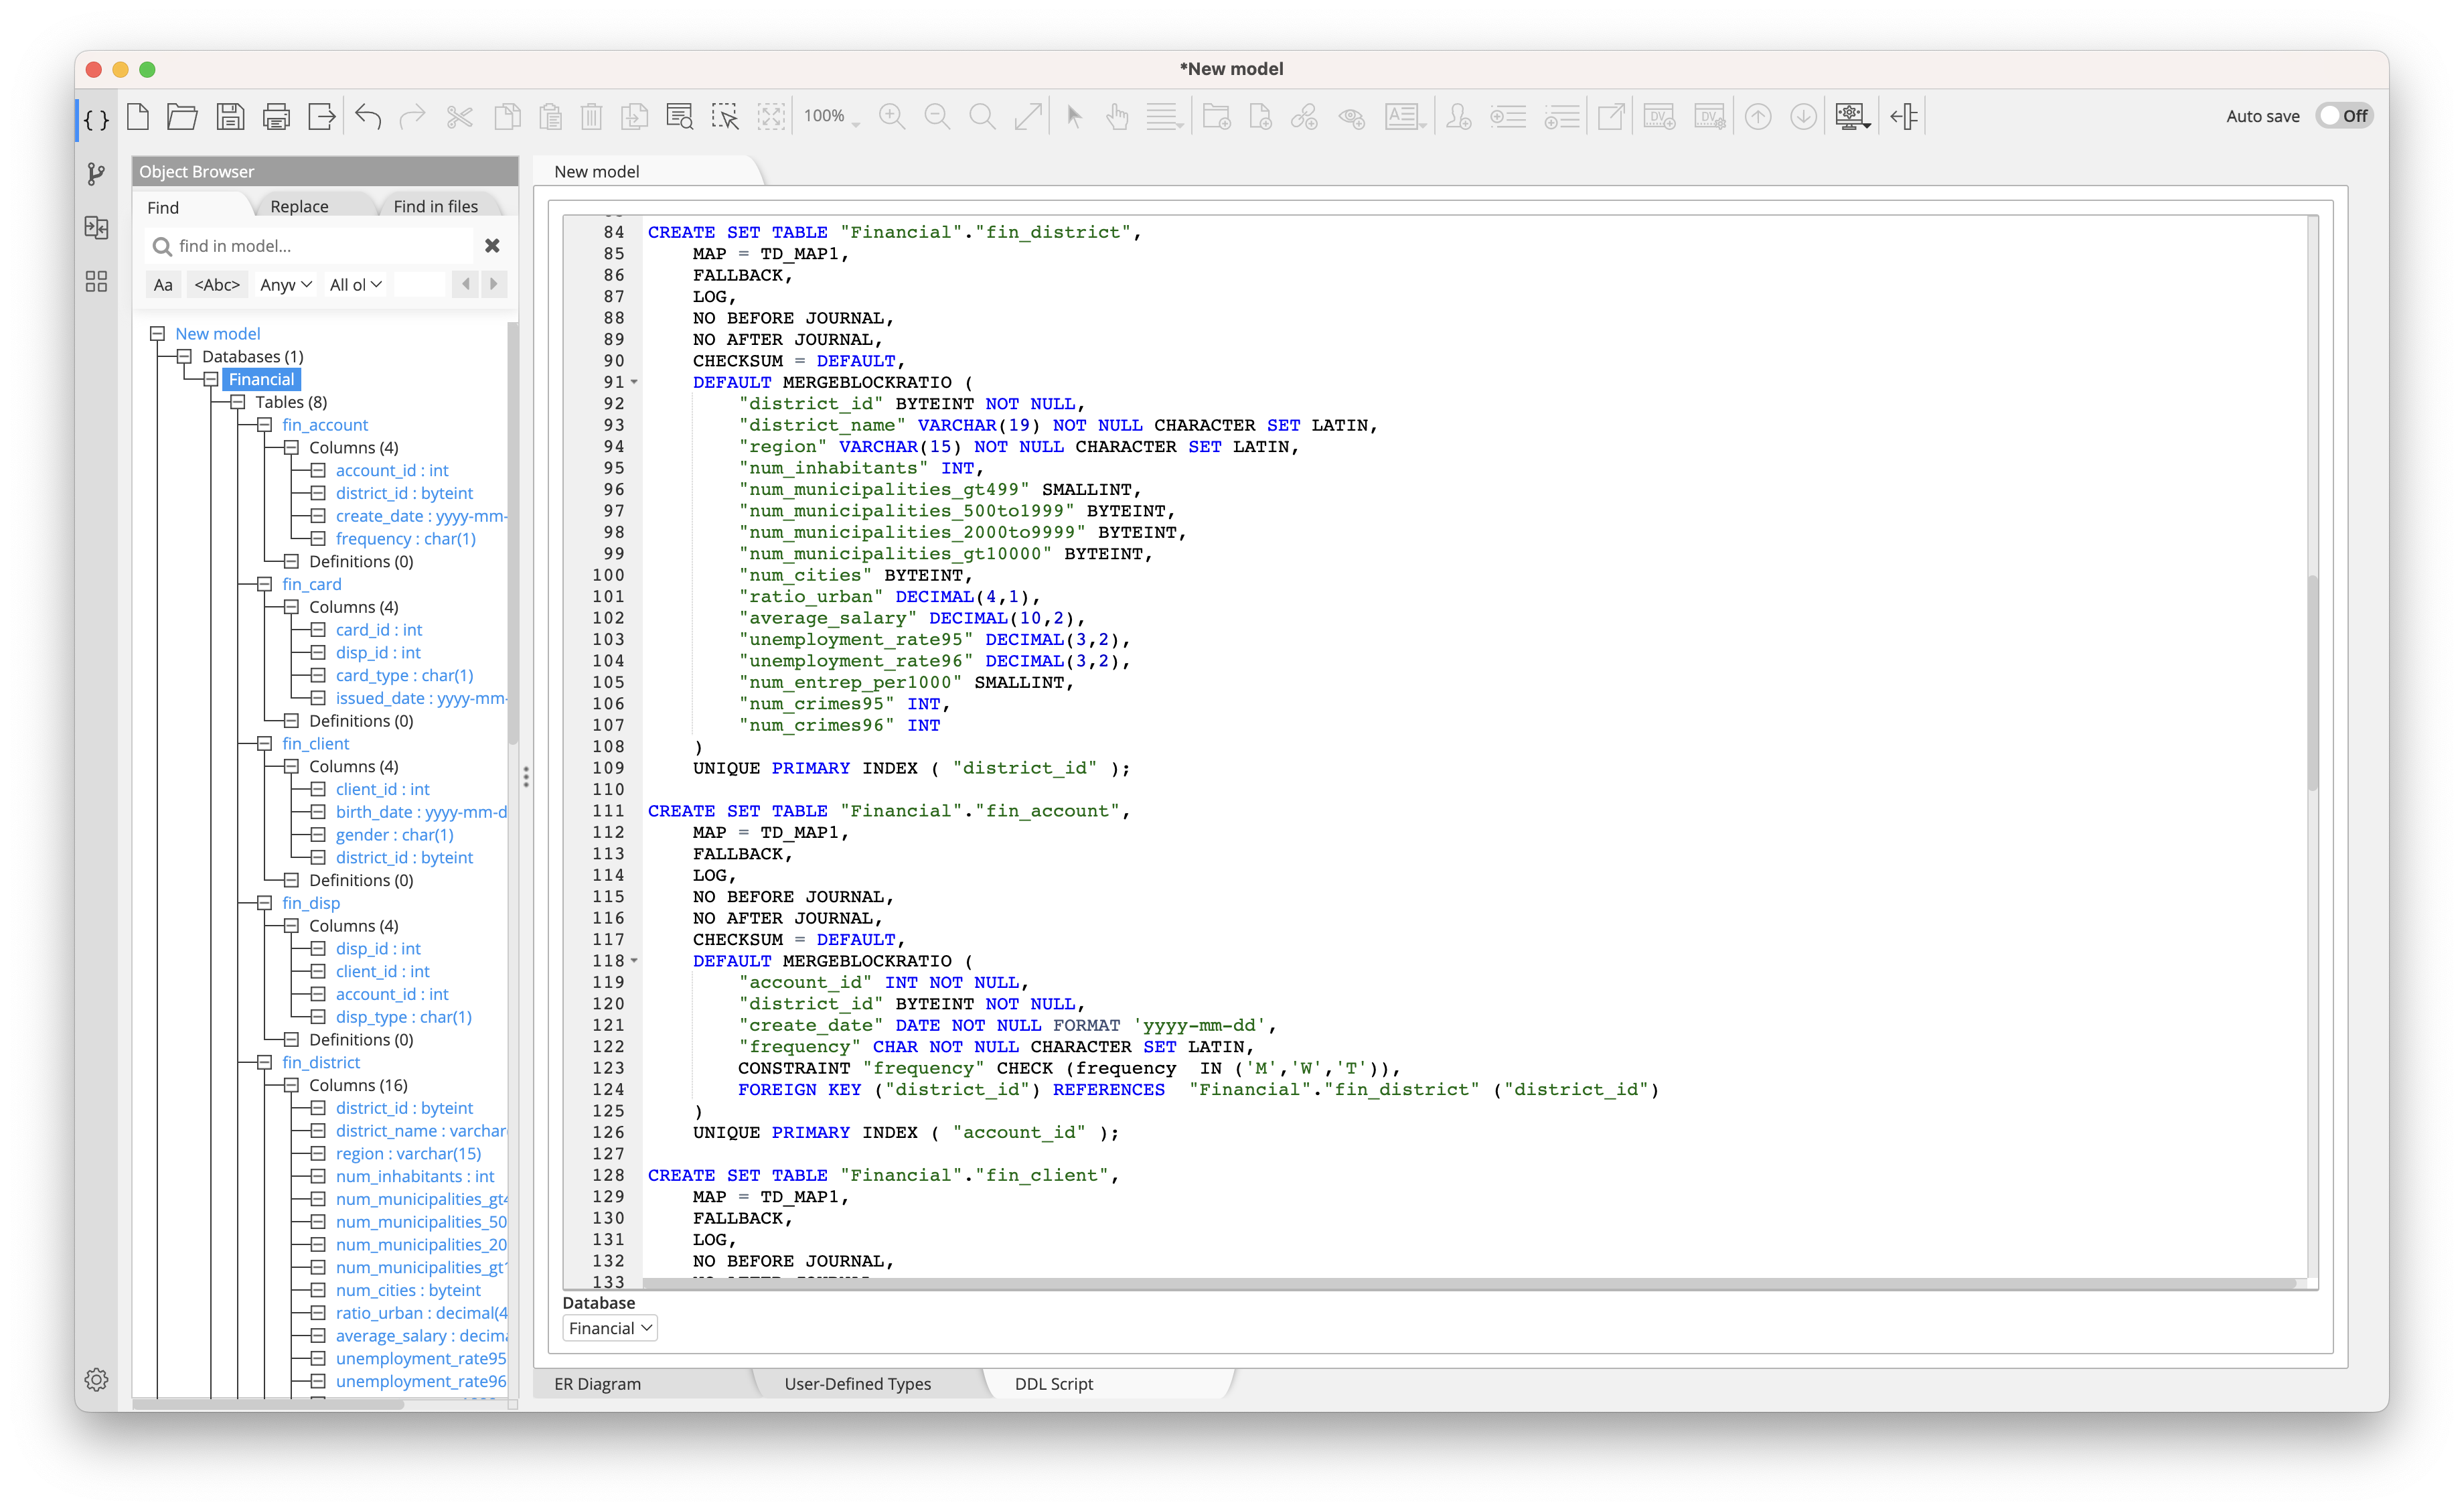 *New model
100%
Auto save
Off
Object Browser
Find
Replace
Find in files
find in model...
Aa
<Abc>
Anyv
All ol
New model
Databases (1)
Financial
Tables (8)
fin_account
Columns (4)
account_id : int
district_id : byteint
create_date : yyyy-mm-
frequency : char(1)
Definitions (0)
fin_card
Columns (4)
card_id : int
disp_id : int
card_type : char(1)
issued_date : yyyy-mm-
Definitions (0)
fin_client
Columns (4)
client_id : int
birth_date : yyyy-mm-d
gender : char(1)
district_id : byteint
Definitions (0)
fin_disp
Columns (4)
disp_id : int
client_id : int
account_id : int
disp_type : char(1)
Definitions (0)
fin_district
Columns (16)
district_id : byteint
district_name : varchar
region : varchar(15)
num_inhabitants : int
num_municipalities_gt4
num_municipalities_50
num_municipalities_20
num_municipalities_gt1
num_cities : byteint
ratio_urban : decimal(4
average_salary : decima
unemployment_rate95
unemployment_rate96
New model
84 CREATE SET TABLE "Financial"."fin_district",
85 MAP = TD_MAP1,
86 FALLBACK,
87 LOG,
88 NO BEFORE JOURNAL,
89 NO AFTER JOURNAL,
90 CHECKSUM = DEFAULT,
91 DEFAULT MERGEBLOCKRATIO (
92 "district_id" BYTEINT NOT NULL,
93 "district_name" VARCHAR(19) NOT NULL CHARACTER SET LATIN,
94 "region" VARCHAR(15) NOT NULL CHARACTER SET LATIN,
95 "num_inhabitants" INT,
96 "num_municipalities_gt499" SMALLINT,
97 "num_municipalities_500to1999" BYTEINT,
98 "num_municipalities_2000to9999" BYTEINT,
99 "num_municipalities_gt10000" BYTEINT,
100 "num_cities" BYTEINT,
101 "ratio_urban" DECIMAL(4,1),
102 "average_salary" DECIMAL(10,2),
103 "unemployment_rate95" DECIMAL(3,2),
104 "unemployment_rate96" DECIMAL(3,2),
105 "num_entrep_per1000" SMALLINT,
106 "num_crimes95" INT,
107 "num_crimes96" INT
108 )
109 UNIQUE PRIMARY INDEX ( "district_id" );
110
111 CREATE SET TABLE "Financial"."fin_account",
112 MAP = TD_MAP1,
113 FALLBACK,
114 LOG,
115 NO BEFORE JOURNAL,
116 NO AFTER JOURNAL,
117 CHECKSUM = DEFAULT,
118 DEFAULT MERGEBLOCKRATIO (
119 "account_id" INT NOT NULL,
120 "district_id" BYTEINT NOT NULL,
121 "create_date" DATE NOT NULL FORMAT 'yyyy-mm-dd',
122 "frequency" CHAR NOT NULL CHARACTER SET LATIN,
123 CONSTRAINT "frequency" CHECK (frequency  IN ('M','W','T')),
124 FOREIGN KEY ("district_id") REFERENCES  "Financial"."fin_district" ("district_id")
125 )
126 UNIQUE PRIMARY INDEX ( "account_id" );
127
128 CREATE SET TABLE "Financial"."fin_client",
129 MAP = TD_MAP1,
130 FALLBACK,
131 LOG,
132 NO BEFORE JOURNAL,
133
Database
Financial
ER Diagram
User-Defined Types
DDL Script